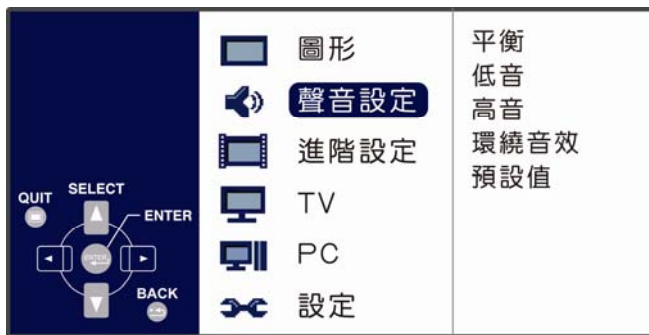 QUIT
SELECT
ENTER
ENTER
BACK
圖形
聲音設定
進階設定
TV
PC
設定
平衡
低音
高音
環繞音效
預設值